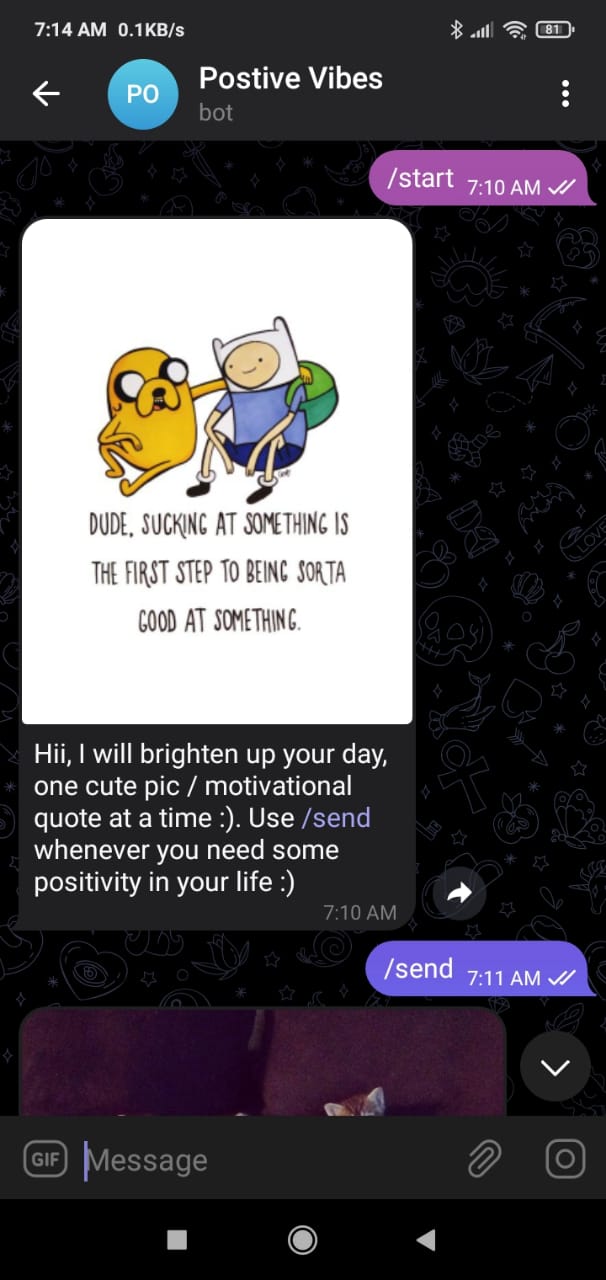 7:14 AM 0.1KB/s
81
PO
Postive Vibes
bot
/start 7:10 AM
DUDE, SUCKING AT SOMETHING IS
THE FIRST STEP TO BEING SORTA
GOOD AT SOMETHING.
Hii, I will brighten up your day,
one cute pic / motivational
quote at a time :). Use /send
whenever you need some
positivity in your life :)
7:10 AM
/send 7:11 AM
GIF
Message
LOVE